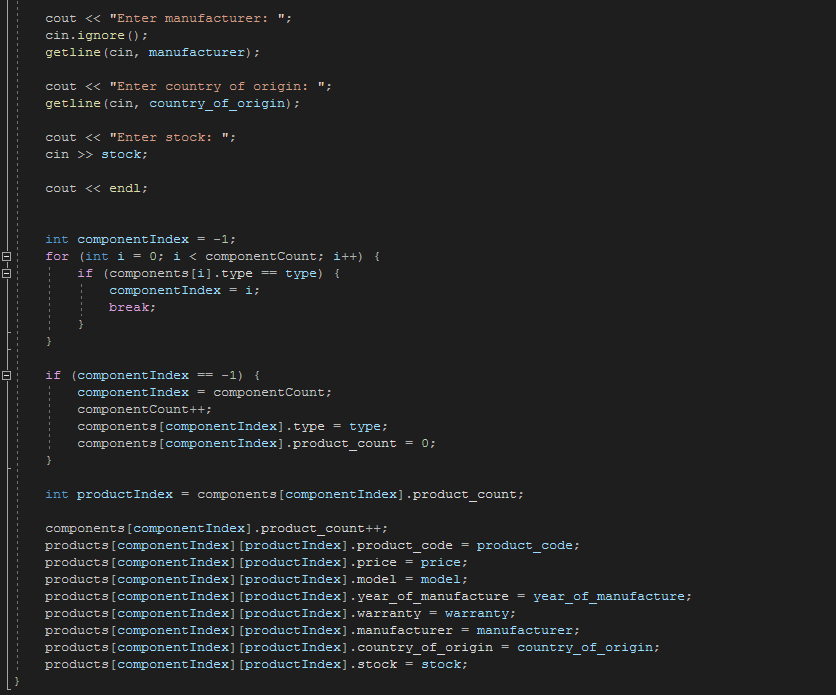 cout << "Enter manufacturer: ";
cin.ignore();
getline(cin, manufacturer);
cout << "Enter country of origin: ";
getline(cin, country_of_origin);
cout << "Enter stock: ";
cin >> stock;
cout << endl;
int componentIndex = -1;
for (int i = 0; i < componentCount; i++) {
if (components[i].type == type) {
componentIndex = i;
break;
}
}
if (componentIndex == -1) {
componentIndex = componentCount;
componentCount++;
components[componentIndex].type = type;
components[componentIndex].product_count = 0;
}
int productIndex = components[componentIndex].product_count;
components[componentIndex].product_count++;
products[componentIndex][productIndex].product_code = product_code;
products[componentIndex][productIndex].price = price;
products[componentIndex][productIndex].model = model;
products[componentIndex][productIndex].year_of_manufacture = year_of_manufacture;
products[componentIndex][productIndex].warranty = warranty;
products[componentIndex][productIndex].manufacturer = manufacturer;
products[componentIndex][productIndex].country_of_origin = country_of_origin;
products[componentIndex][productIndex].stock = stock;
}